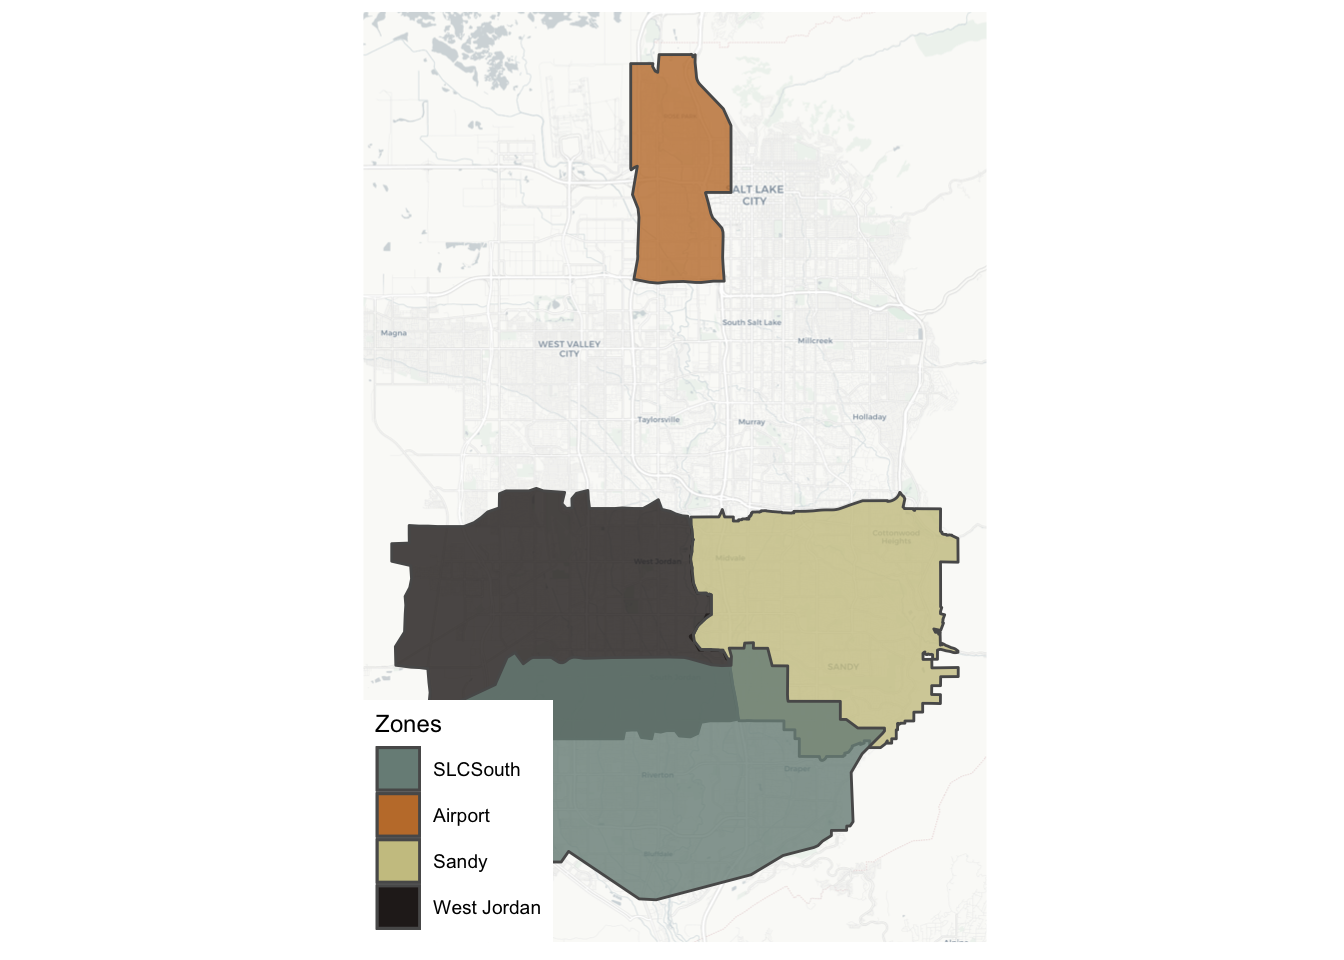 ALT LAKE
CITY
South Salt Lake
Magna
Millcreek
WEST VALLEY
CITY
Taylorsville
Murray
Holladay
Cottonwood
Heights
Midvale
West Jordan
SANDY
Riverton
Draper
Bluffdale
Zones
SLCSouth
Airport
Sandy
West Jordan